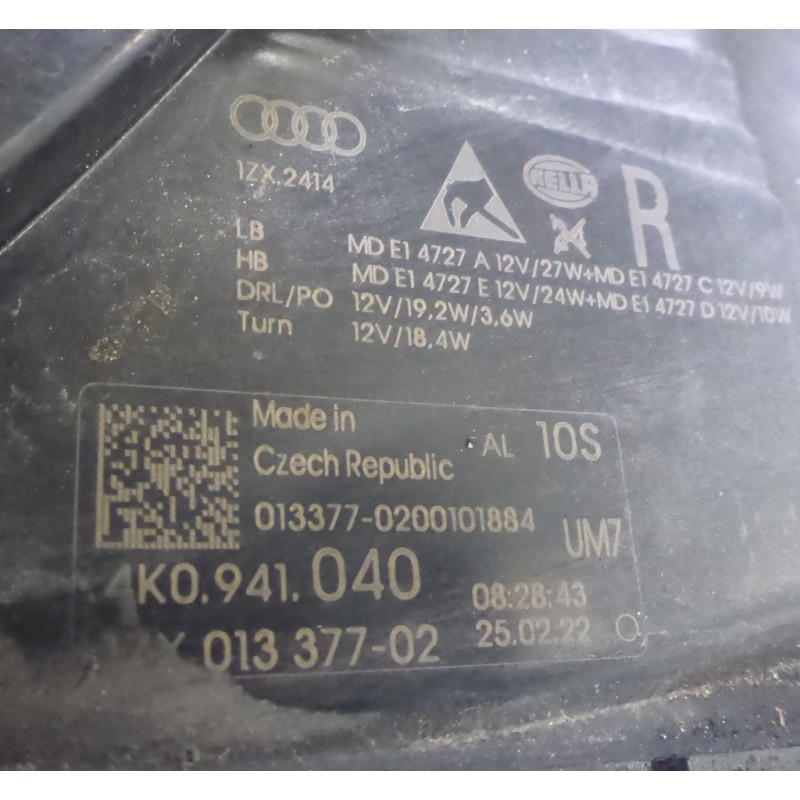 1ZX.2414
HELLA
R
24
LB MD E1 4727 A 12V/27W+MD E1 4727 C 12V/9W
HB MD E1 4727 E 12V/24W+MD E1 4727 D 12V/10W
DRL/PO 12V/19,2W/3,6W
Turn 12V/18,4W
Made in
Czech Republic
AL 10S
013377-0200101884
UM7
4K0.941.040
08:28:43
013 377-02
25.02.22